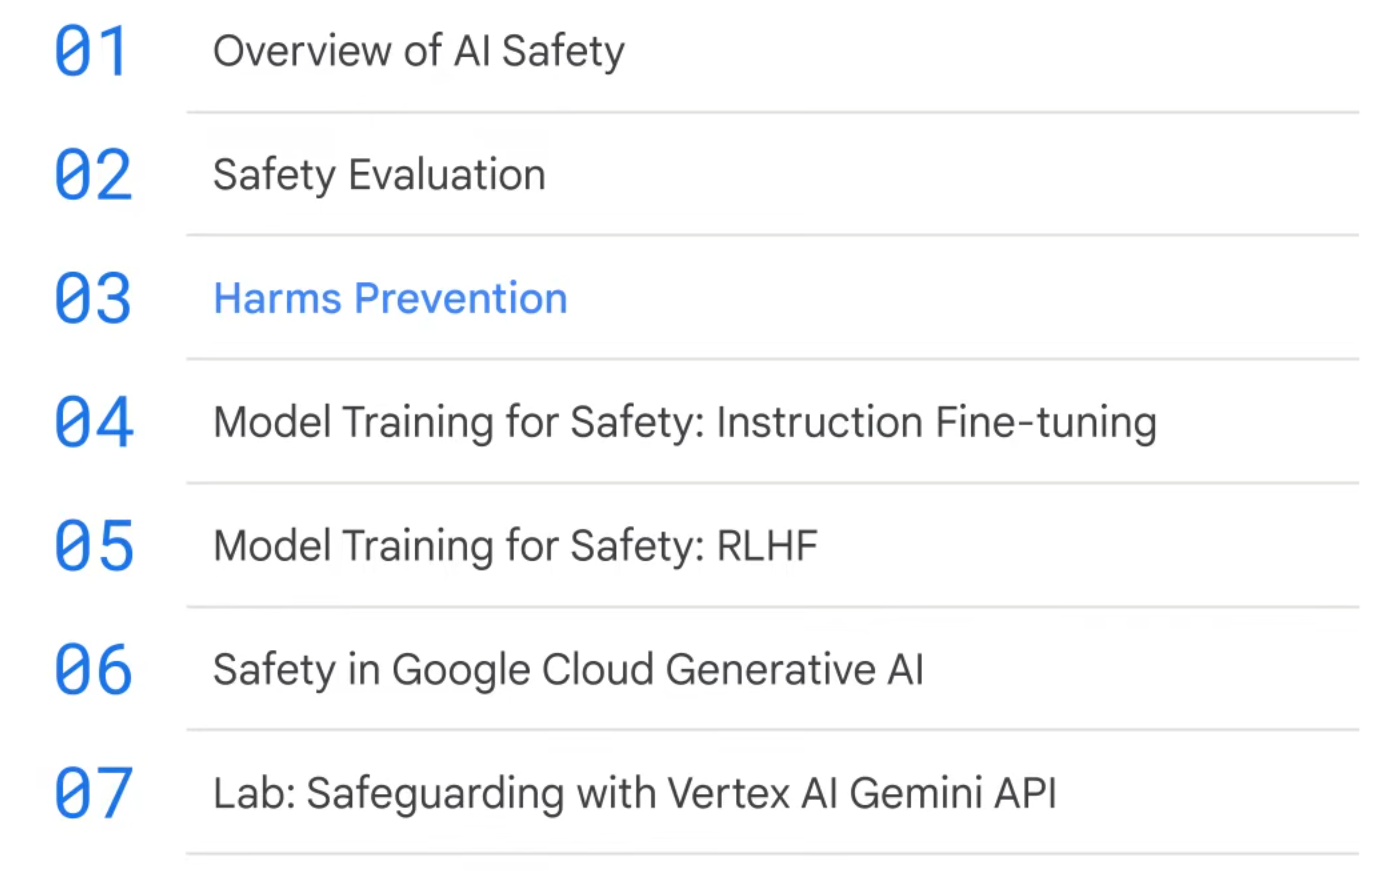 01 Overview of AI Safety
02 Safety Evaluation
03 Harms Prevention
04 Model Training for Safety: Instruction Fine-tuning
05 Model Training for Safety: RLHF
06 Safety in Google Cloud Generative AI
07 Lab: Safeguarding with Vertex AI Gemini API